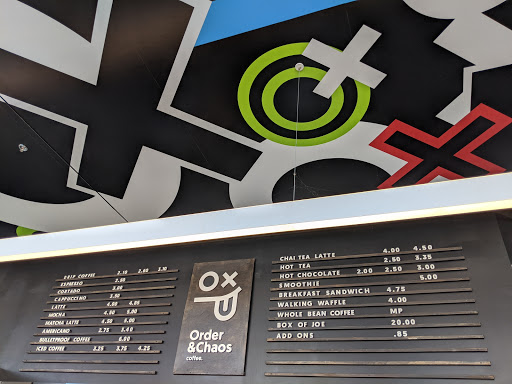 DRIP COFFEE 2.10 2.60 3.10
ESPRESSO 2.50
CORTADO 3.00
CAPPUCCINO 3.50
LATTE 4.00 4.50
MOCHA 4.50 5.00
MATCHA LATTE 4.50 5.00
AMERICANO 2.75 3.40
BULLETPROOF COFFEE 5.50
ICED COFFEE 3.25 3.75 4.25
Order
&Chaos
coffee.
CHAI TEA LATTE 4.00 4.50
HOT TEA 2.50 3.35
HOT CHOCOLATE 2.00 2.50 3.00
SMOOTHIE 5.00
BREAKFAST SANDWICH 4.75
WALKING WAFFLE 4.00
WHOLE BEAN COFFEE MP
BOX OF JOE 20.00
ADD ONS .85